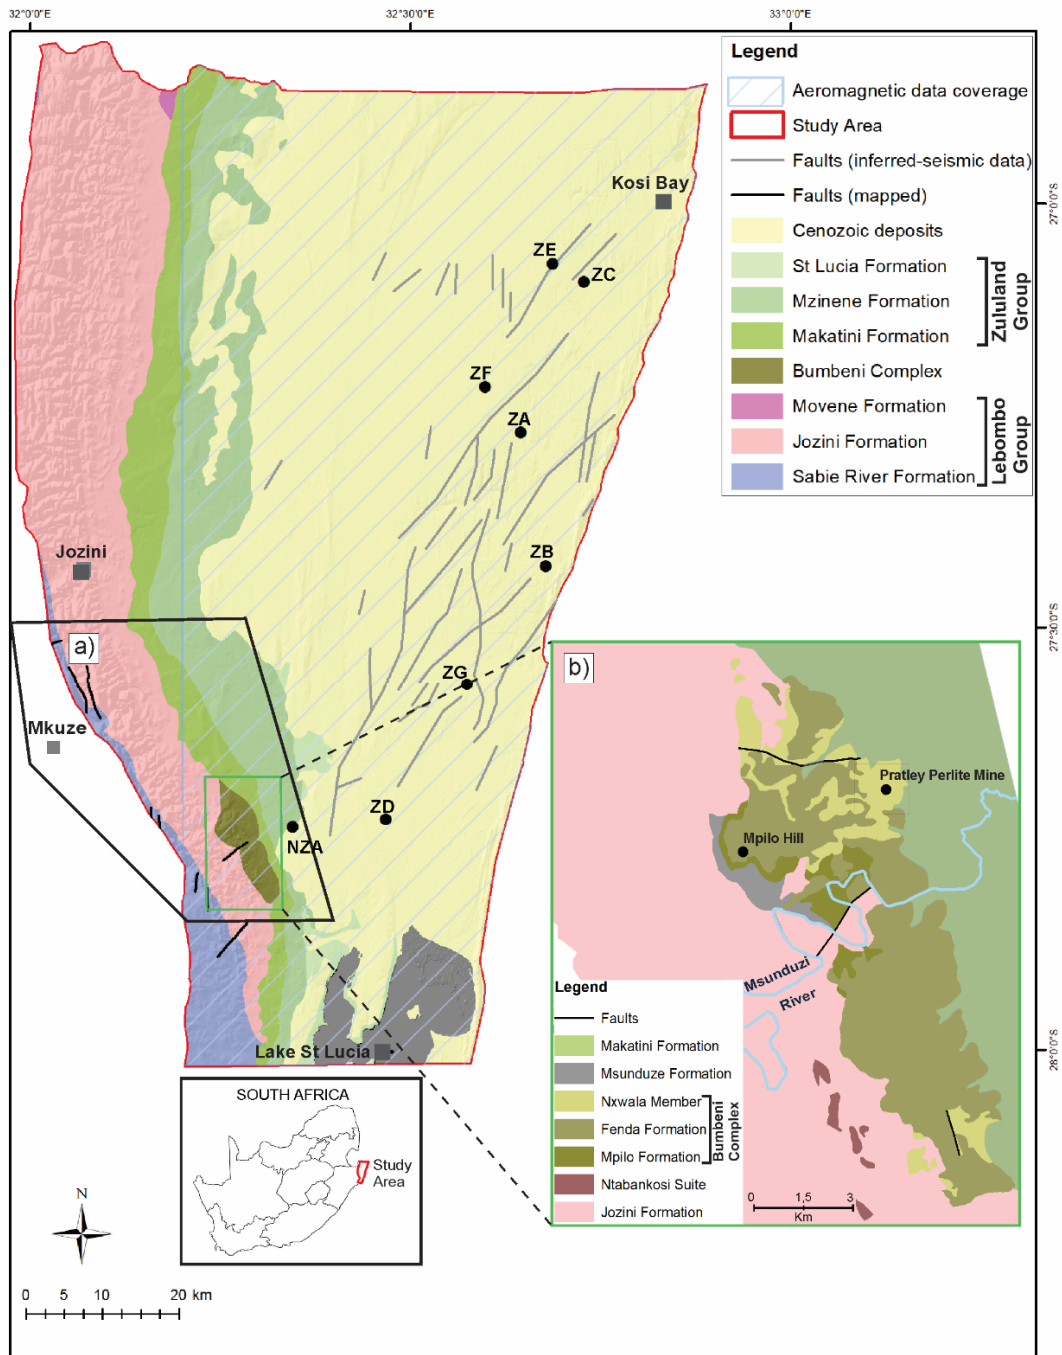 32°0'0"E
32°30'0"E
33°0'0"E
Legend
Aeromagnetic data coverage
Study Area
Faults (inferred-seismic data)
Faults (mapped)
Cenozoic deposits
St Lucia Formation
Mzinene Formation
Makatini Formation
Zululand Group
Bumbeni Complex
Movene Formation
Jozini Formation
Sabie River Formation
Lebombo Group
27°0'0"S
27°30'0"S
28°0'0"S
Kosi Bay
ZE
ZC
ZF
ZA
ZB
Jozini
a)
ZG
Mkuze
ZD
NZA
Lake St Lucia
b)
Pratley Perlite Mine
Mpilo Hill
Msunduzi
River
Legend
Faults
Makatini Formation
Msunduze Formation
Nxwala Member
Fenda Formation
Mpilo Formation
Bumbeni
Complex
Ntabankosi Suite
Jozini Formation
0 1,5 3
Km
SOUTH AFRICA
Study
Area
N
0 5 10 20 km